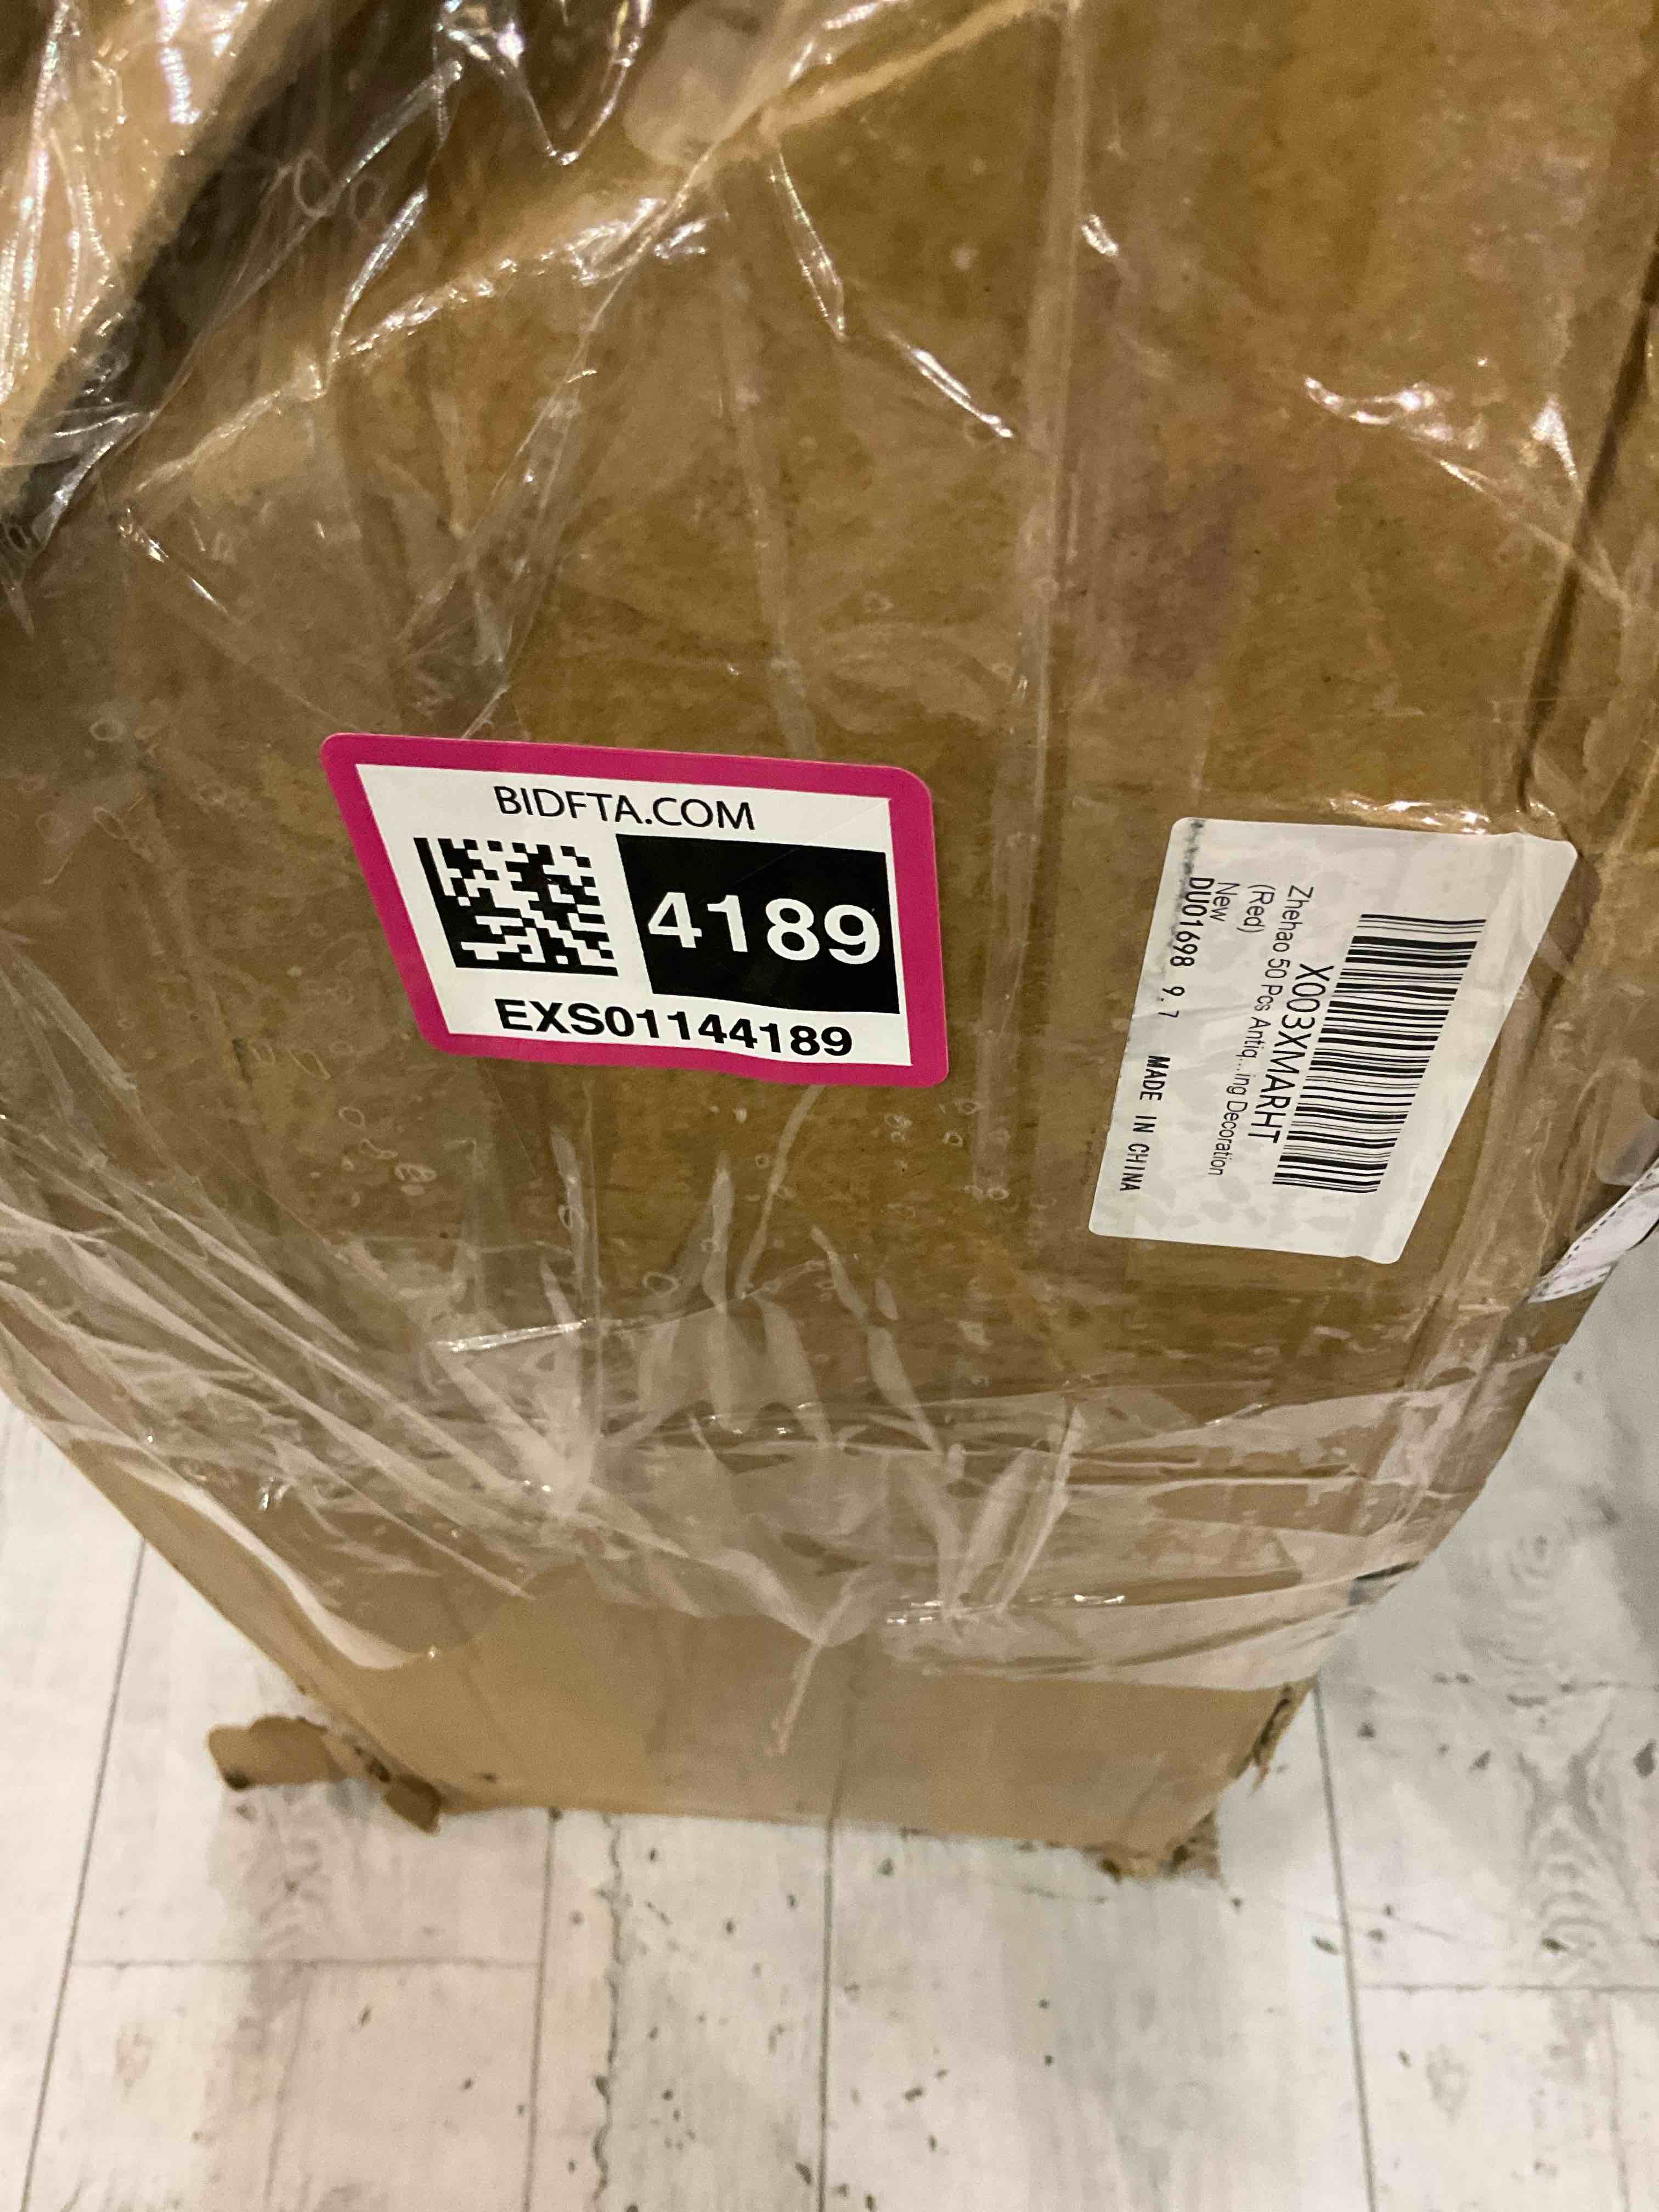 BIDFTA.COM
4189
EXS01144189
X003XMARHT
Zhehao 50 Pcs Antiq...ing Decoration
(Red)
New
DU01698 9.7 MADE IN CHINA